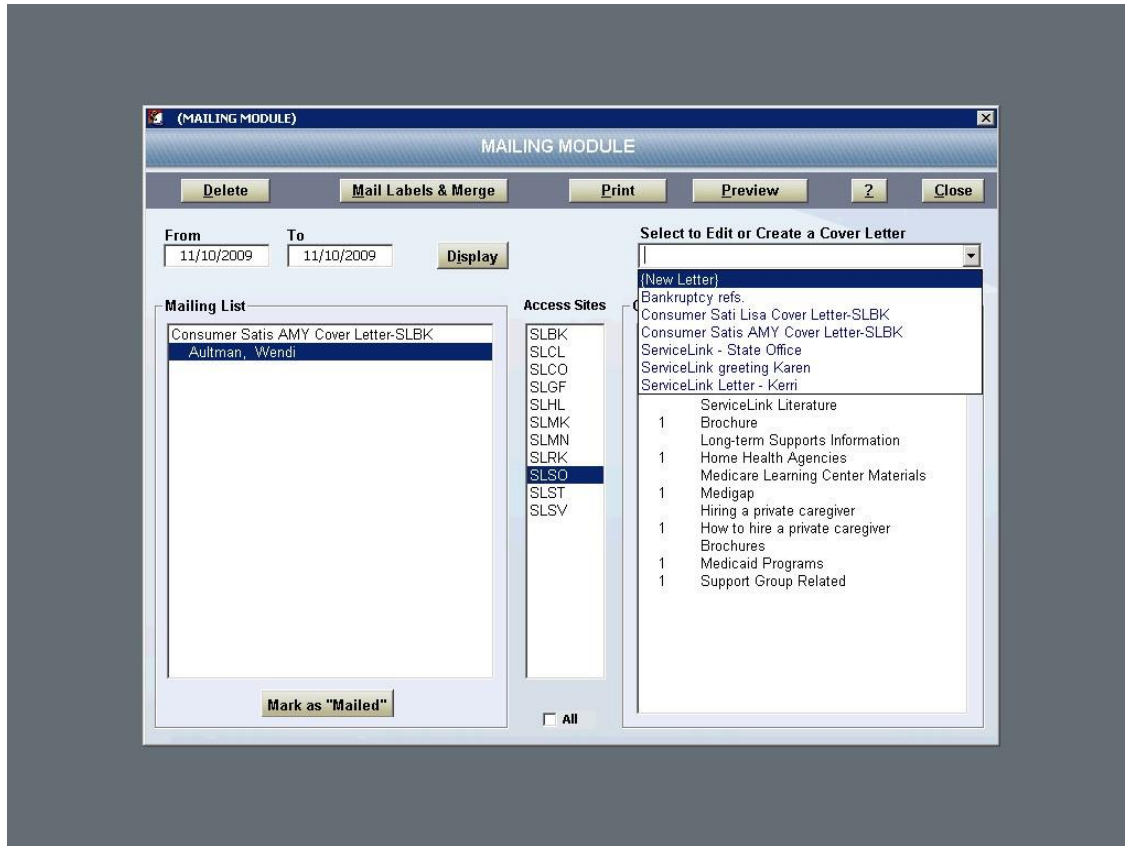 (MAILING MODULE)
MAILING MODULE
Delete
Mail Labels & Merge
Print
Preview
?
Close
From
To
11/10/2009
11/10/2009
Display
Select to Edit or Create a Cover Letter
{New Letter}
Bankruptcy refs.
Consumer Sati Lisa Cover Letter-SLBK
Consumer Satis AMY Cover Letter-SLBK
ServiceLink - State Office
ServiceLink greeting Karen
ServiceLink Letter - Kerri
Mailing List
Consumer Satis AMY Cover Letter-SLBK
Aultman, Wendi
Mark as "Mailed"
Access Sites
SLBK
SLCL
SLCO
SLGF
SLHL
SLMK
SLMN
SLRK
SLSO
SLST
SLSV
All
ServiceLink Literature
1 Brochure
Long-term Supports Information
1 Home Health Agencies
Medicare Learning Center Materials
1 Medigap
Hiring a private caregiver
1 How to hire a private caregiver
Brochures
1 Medicaid Programs
1 Support Group Related